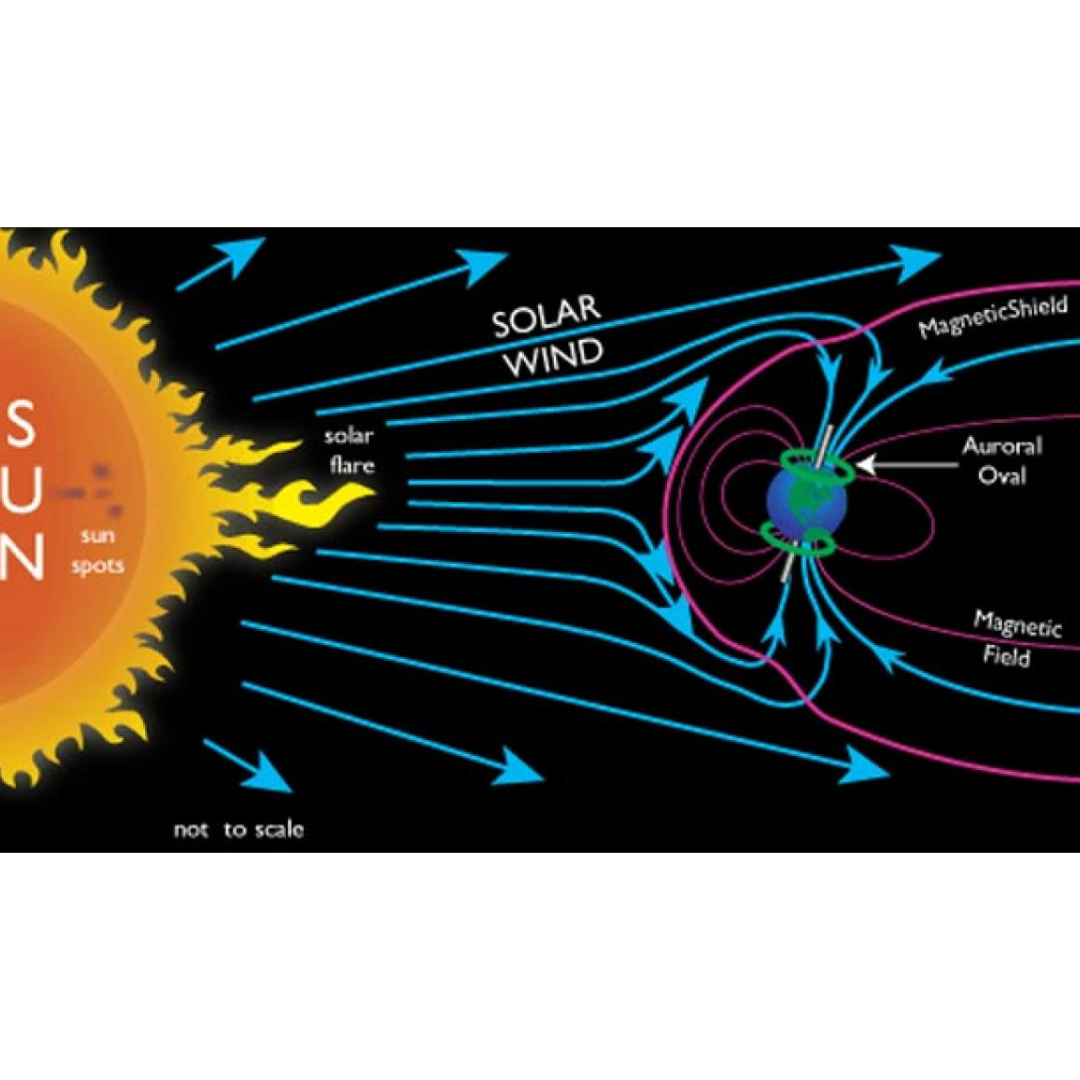 S
U
N
sun
spots
solar
flare
SOLAR
WIND
MagneticShield
Auroral
Oval
Magnetic
Field
not to scale